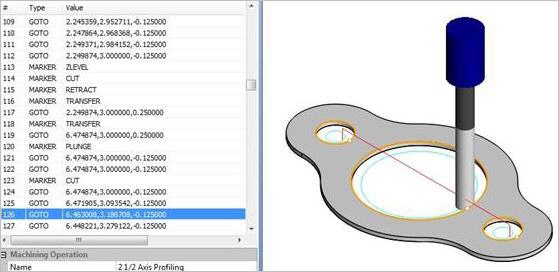 # Type Value
109 GOTO 2.245359,2.952711,-0.125000
110 GOTO 2.247864,2.968368,-0.125000
111 GOTO 2.249371,2.984152,-0.125000
112 GOTO 2.249874,3.000000,-0.125000
113 MARKER ZLEVEL
114 MARKER CUT
115 MARKER RETRACT
116 MARKER TRANSFER
117 GOTO 2.249874,3.000000,0.250000
118 MARKER TRANSFER
119 GOTO 6.474874,3.000000,0.250000
120 MARKER PLUNGE
121 GOTO 6.474874,3.000000,-0.125000
122 GOTO 6.474874,3.000000,-0.125000
123 MARKER CUT
124 GOTO 6.474874,3.000000,-0.125000
125 GOTO 6.471905,3.093542,-0.125000
126 GOTO 6.463008,3.186708,-0.125000
127 GOTO 6.448221,3.279122,-0.125000
Machining Operation
Name 2 1/2 Axis Profiling